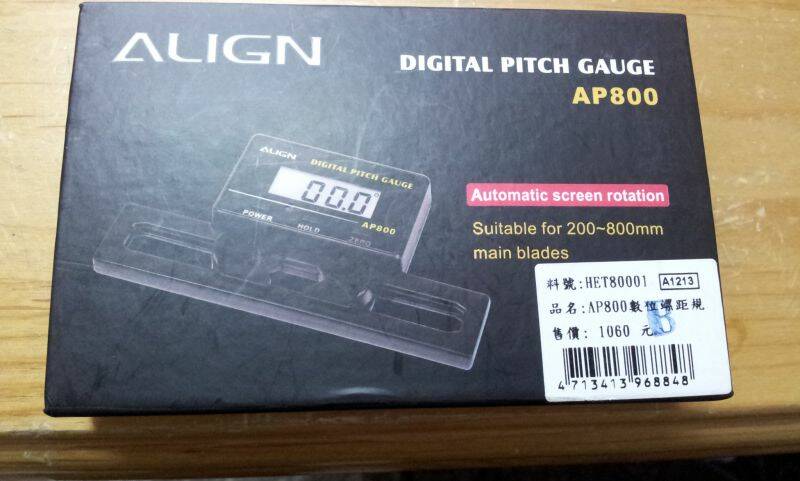 ALIGN
DIGITAL PITCH GAUGE
AP800
ALIGN
DIGITAL PITCH GAUGE
00.0°
POWER
HOLD
ZERO
AP800
Automatic screen rotation
Suitable for 200~800mm
main blades
料號:HET80001 A1213
品名:AP800數位螺距規
售價: 1060 元
B
4713413968848